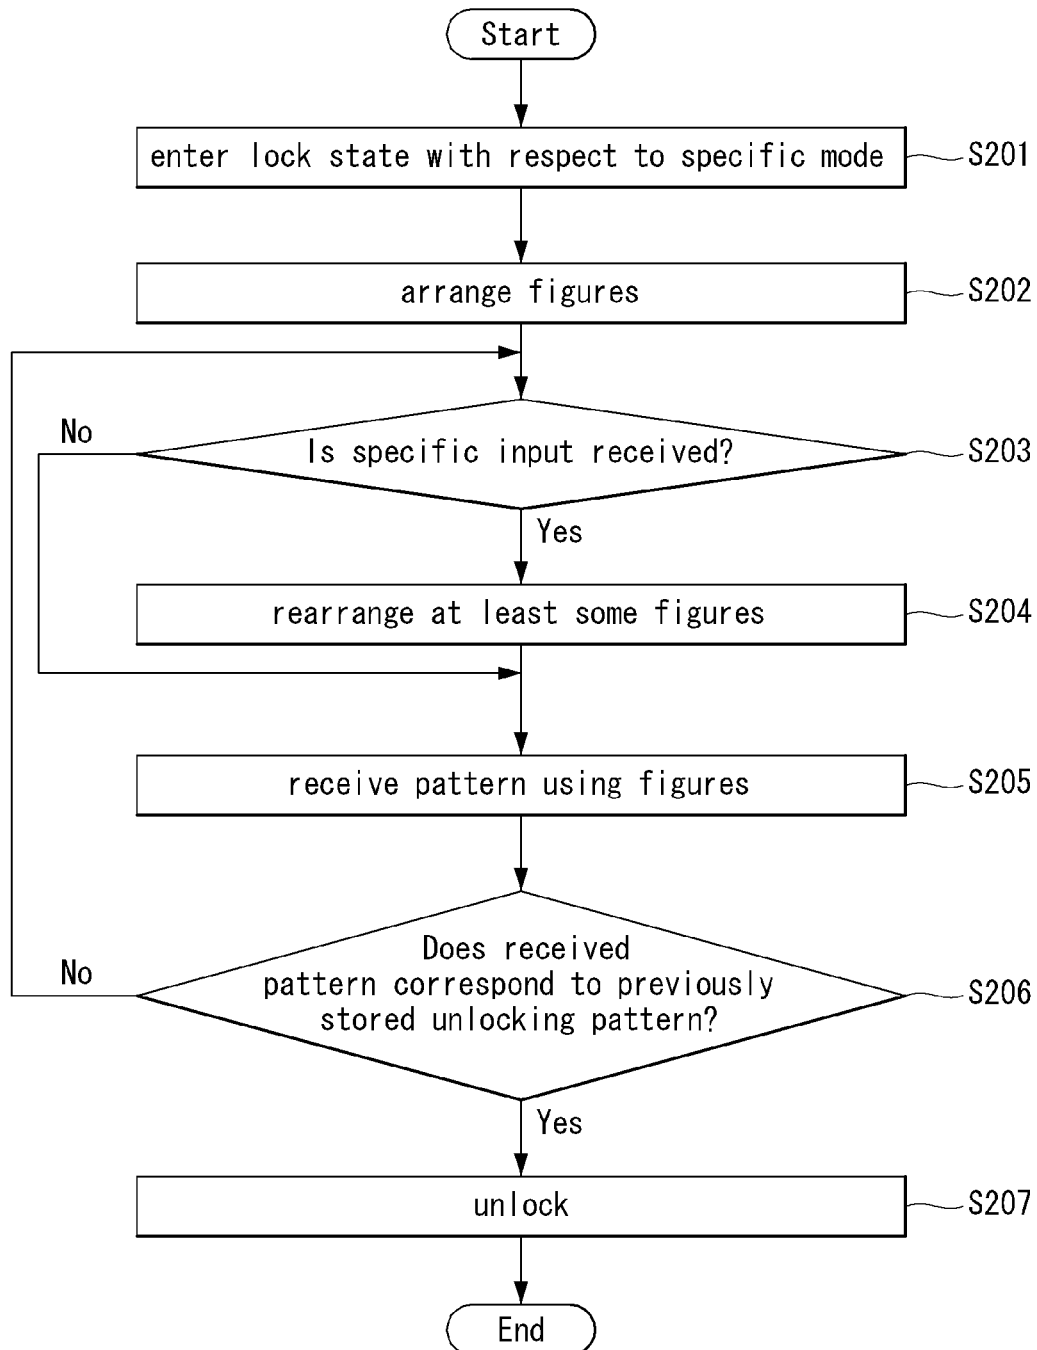 Start
enter lock state with respect to specific mode
S201
arrange figures
S202
No
Is specific input received?
S203
Yes
rearrange at least some figures
S204
receive pattern using figures
S205
No
Does received
pattern correspond to previously
stored unlocking pattern?
S206
Yes
unlock
S207
End